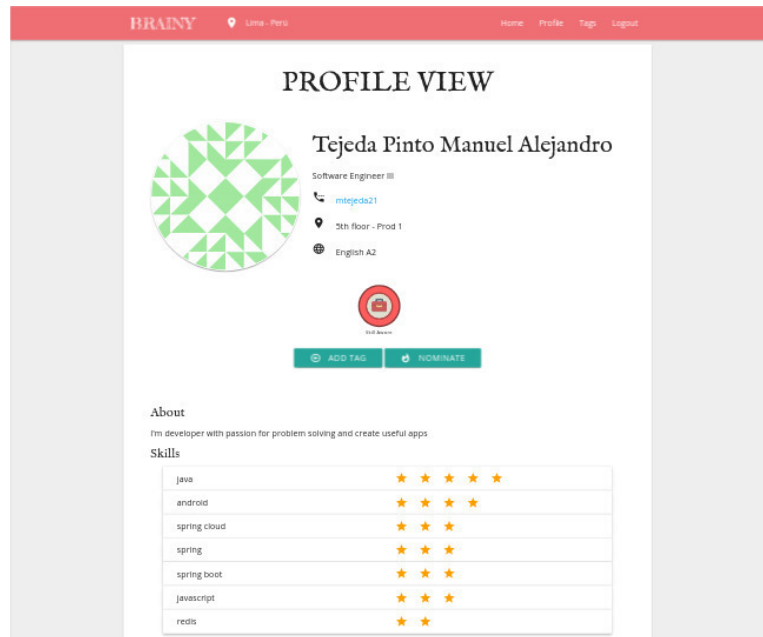 BRAINY Lima - Perú Home Profile Tags Logout
PROFILE VIEW
Tejeda Pinto Manuel Alejandro
Software Engineer III
mtejeda21
5th floor - Prod 1
English A2
ADD TAG NOMINATE
About
I'm developer with passion for problem solving and create useful apps
Skills
java
android
spring cloud
spring
spring boot
javascript
redis